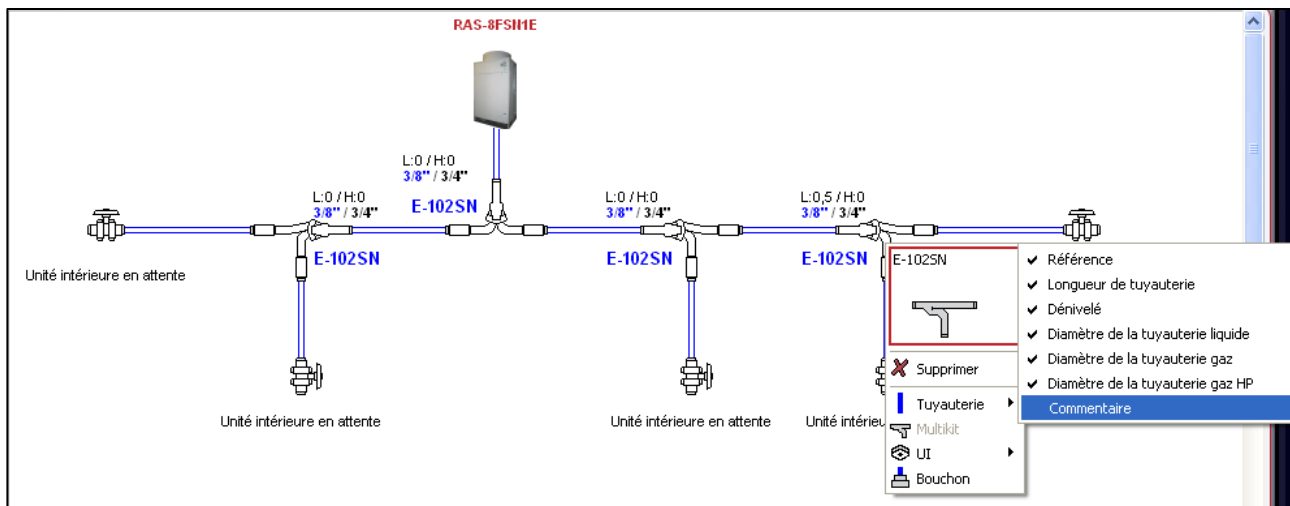 RAS-8FSN1E
L:0 / H:0
3/8" / 3/4"
E-102SN
L:0 / H:0
3/8" / 3/4"
L:0 / H:0
3/8" / 3/4"
L:0,5 / H:0
3/8" / 3/4"
E-102SN
E-102SN
E-102SN
Unité intérieure en attente
Unité intérieure en attente
Unité intérieure en attente
Unité intérieu
E-102SN
Supprimer
Tuyauterie
Multikit
UI
Bouchon
Référence
Longueur de tuyauterie
Dénivelé
Diamètre de la tuyauterie liquide
Diamètre de la tuyauterie gaz
Diamètre de la tuyauterie gaz HP
Commentaire